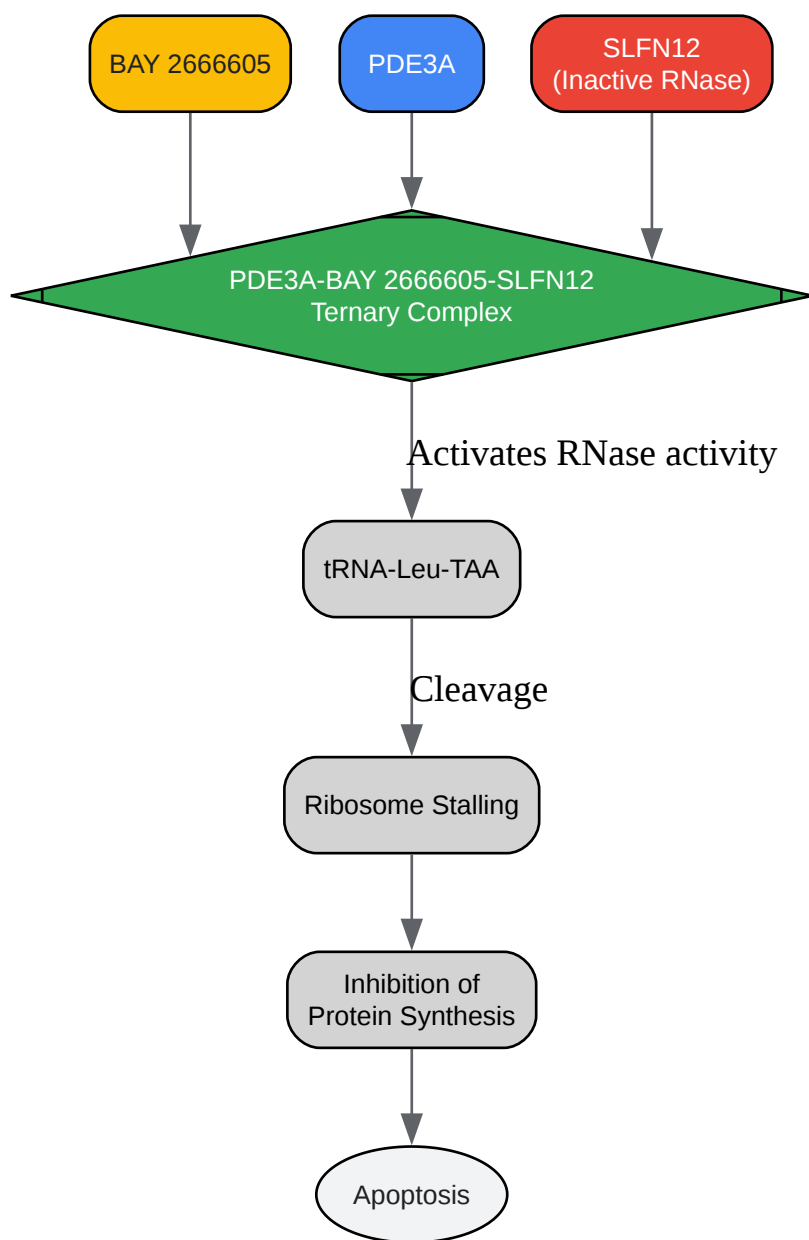 BAY 2666605
PDE3A
SLFN12
(Inactive RNase)
PDE3A-BAY 2666605-SLFN12
Ternary Complex
Activates RNase activity
tRNA-Leu-TAA
Cleavage
Ribosome Stalling
Inhibition of
Protein Synthesis
Apoptosis